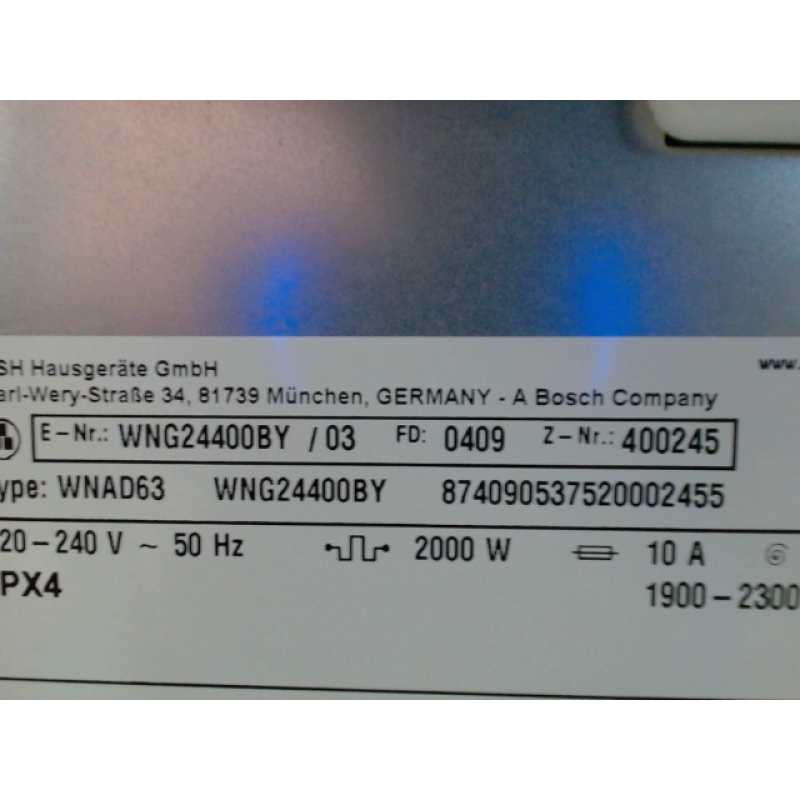 SH Hausgeräte GmbH www.
arl-Wery-Straße 34, 81739 München, GERMANY - A Bosch Company
E-Nr.: WNG24400BY / 03 FD: 0409 Z-Nr.: 400245
ype: WNAD63 WNG24400BY 874090537520002455
20-240 V ~ 50 Hz 2000 W 10 A
PX4 1900-2300